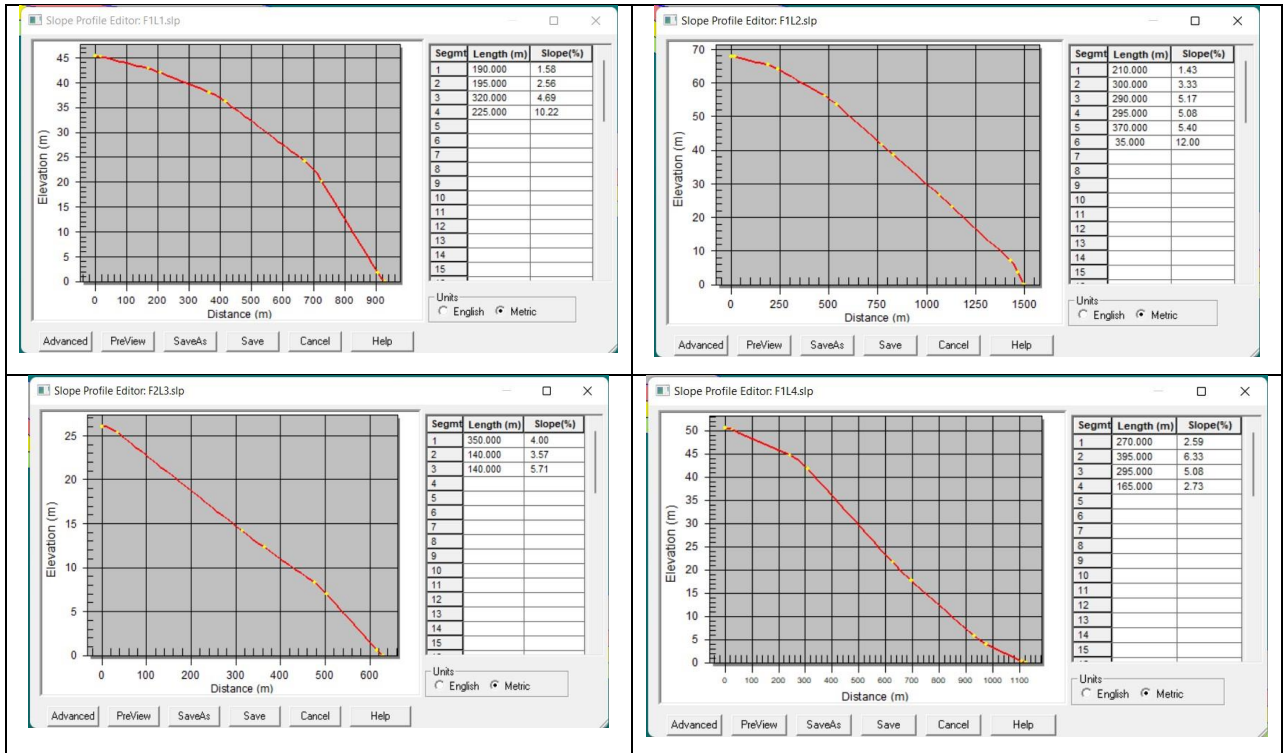 Slope Profile Editor: F1L1.slp
Segmt Length (m) Slope(%)
1 190.000 1.58
2 195.000 2.56
3 320.000 4.69
4 225.000 10.22
5
6
7
8
9
10
11
12
13
14
15
45
40
35
30
25
20
15
10
5
0
Elevation (m)
0 100 200 300 400 500 600 700 800 900
Distance (m)
Units
English Metric
Advanced PreView SaveAs Save Cancel Help
Slope Profile Editor: F1L2.slp
Segmt Length (m) Slope(%)
1 210.000 1.43
2 300.000 3.33
3 290.000 5.17
4 295.000 5.08
5 370.000 5.40
6 35.000 12.00
7
8
9
10
11
12
13
14
15
70
60
50
40
30
20
10
0
Elevation (m)
0 250 500 750 1000 1250 1500
Distance (m)
Units
English Metric
Advanced PreView SaveAs Save Cancel Help
Slope Profile Editor: F2L3.slp
Segmt Length (m) Slope(%)
1 350.000 4.00
2 140.000 3.57
3 140.000 5.71
4
5
6
7
8
9
10
11
12
13
14
15
25
20
15
10
5
0
Elevation (m)
0 100 200 300 400 500 600
Distance (m)
Units
English Metric
Advanced PreView SaveAs Save Cancel Help
Slope Profile Editor: F1L4.slp
Segmt Length (m) Slope(%)
1 270.000 2.59
2 395.000 6.33
3 295.000 5.08
4 165.000 2.73
5
6
7
8
9
10
11
12
13
14
15
50
45
40
35
30
25
20
15
10
5
0
Elevation (m)
0 100 200 300 400 500 600 700 800 900 1000 1100
Distance (m)
Units
English Metric
Advanced PreView SaveAs Save Cancel Help